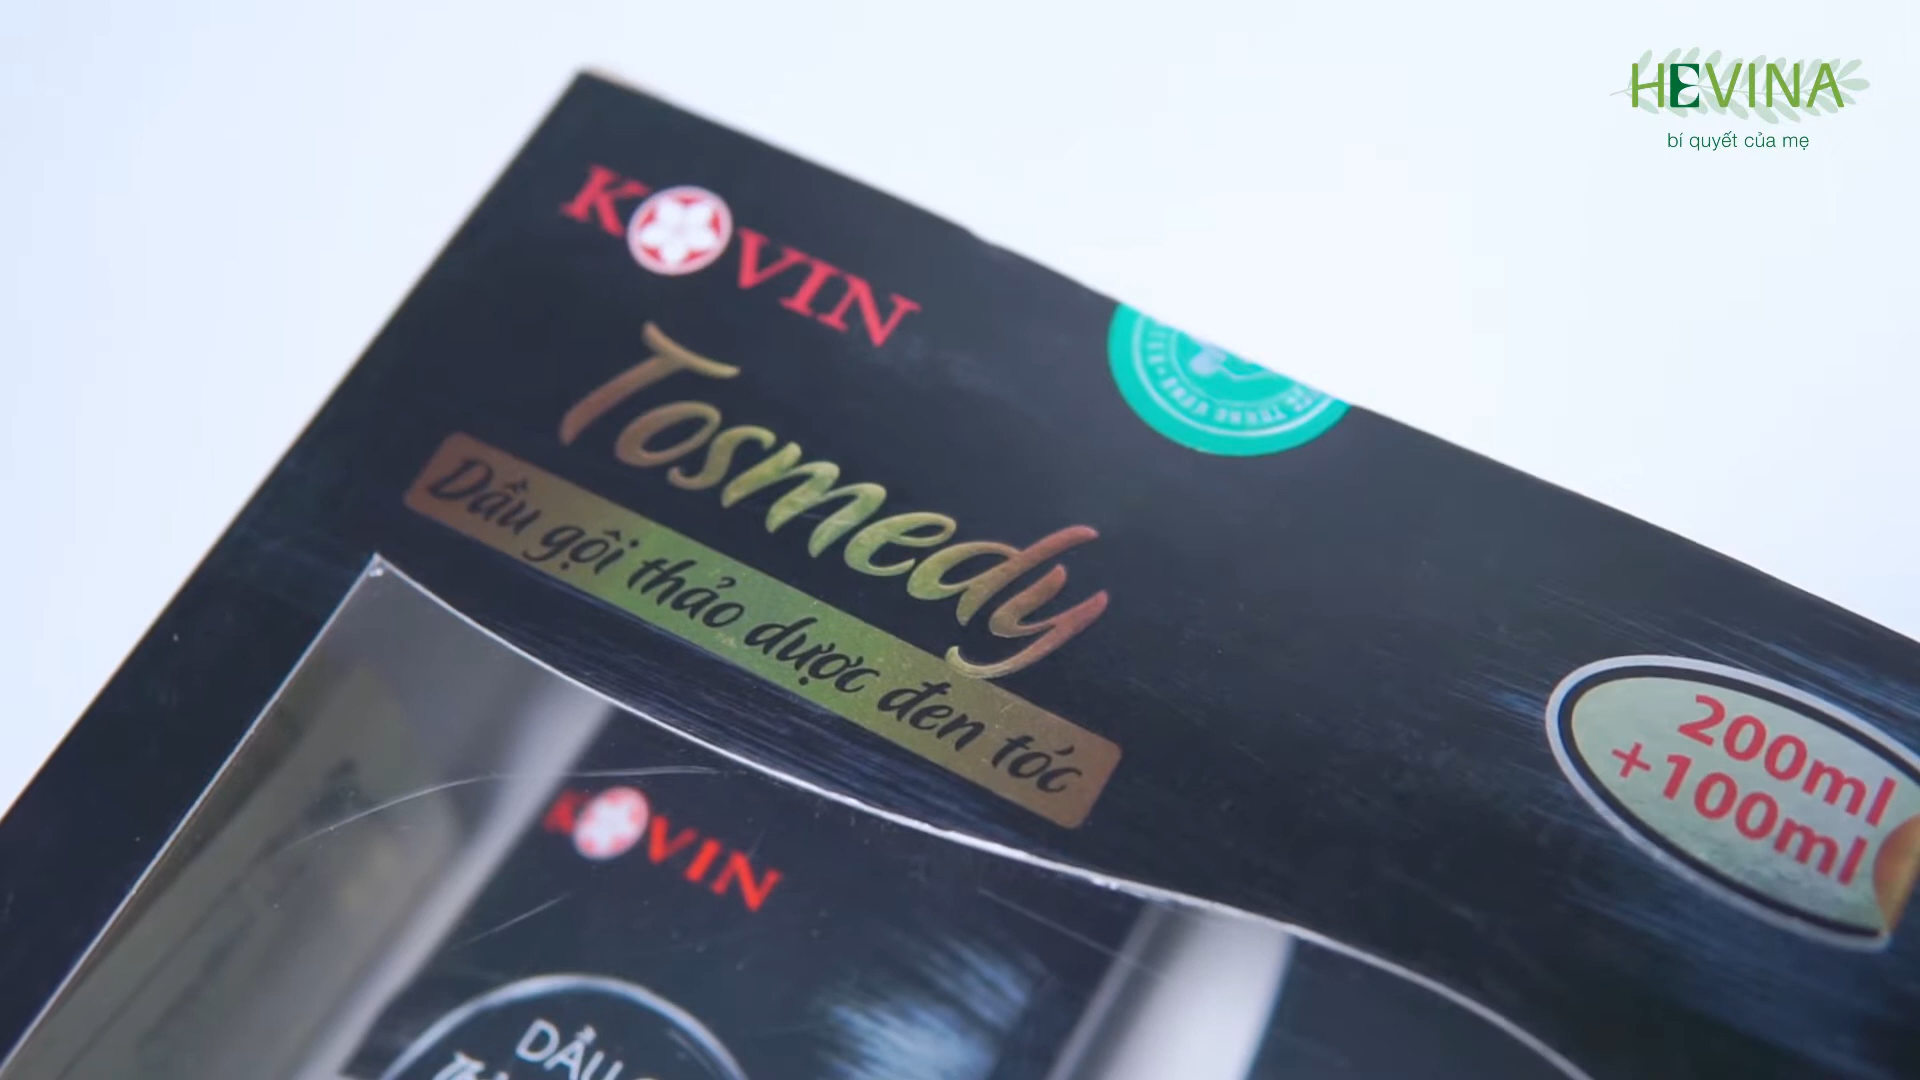 HEVINA
bí quyết của mẹ
KOVIN
Tosmedy
Dầu gội thảo dược đen tóc
200ml
+100ml
KOVIN
DẦU